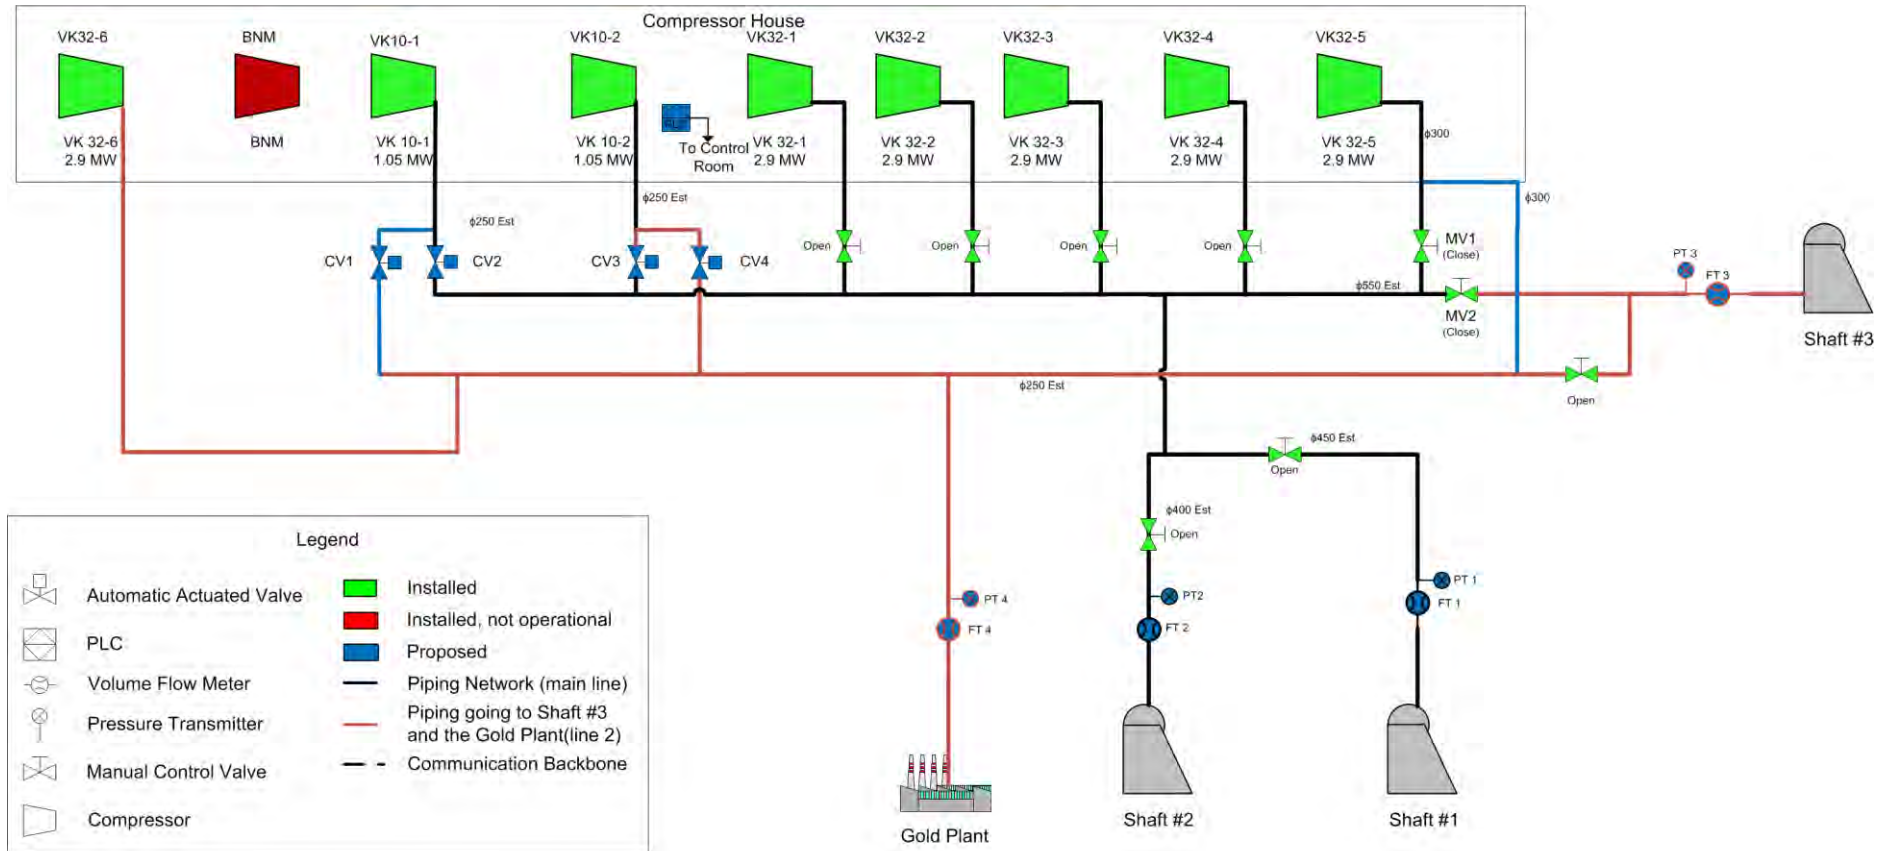 Compressor House
VK32-6
BNM
VK10-1
VK10-2
VK32-1
VK32-2
VK32-3
VK32-4
VK32-5
VK 32-6
2.9 MW
BNM
VK 10-1
1.05 MW
VK 10-2
1.05 MW
To Control
Room
VK 32-1
2.9 MW
VK 32-2
2.9 MW
VK 32-3
2.9 MW
VK 32-4
2.9 MW
VK 32-5
2.9 MW
ϕ300
ϕ250 Est
ϕ250 Est
ϕ300
CV1
CV2
CV3
CV4
Open
Open
Open
Open
MV1
(Close)
PT 3
FT 3
ϕ550 Est
MV2
(Close)
Shaft #3
ϕ250 Est
Open
ϕ450 Est
Open
ϕ400 Est
Open
PT 4
FT 4
PT2
FT 2
PT 1
FT 1
Gold Plant
Shaft #2
Shaft #1
Legend
Automatic Actuated Valve
PLC
Volume Flow Meter
Pressure Transmitter
Manual Control Valve
Compressor
Installed
Installed, not operational
Proposed
Piping Network (main line)
Piping going to Shaft #3
and the Gold Plant(line 2)
Communication Backbone